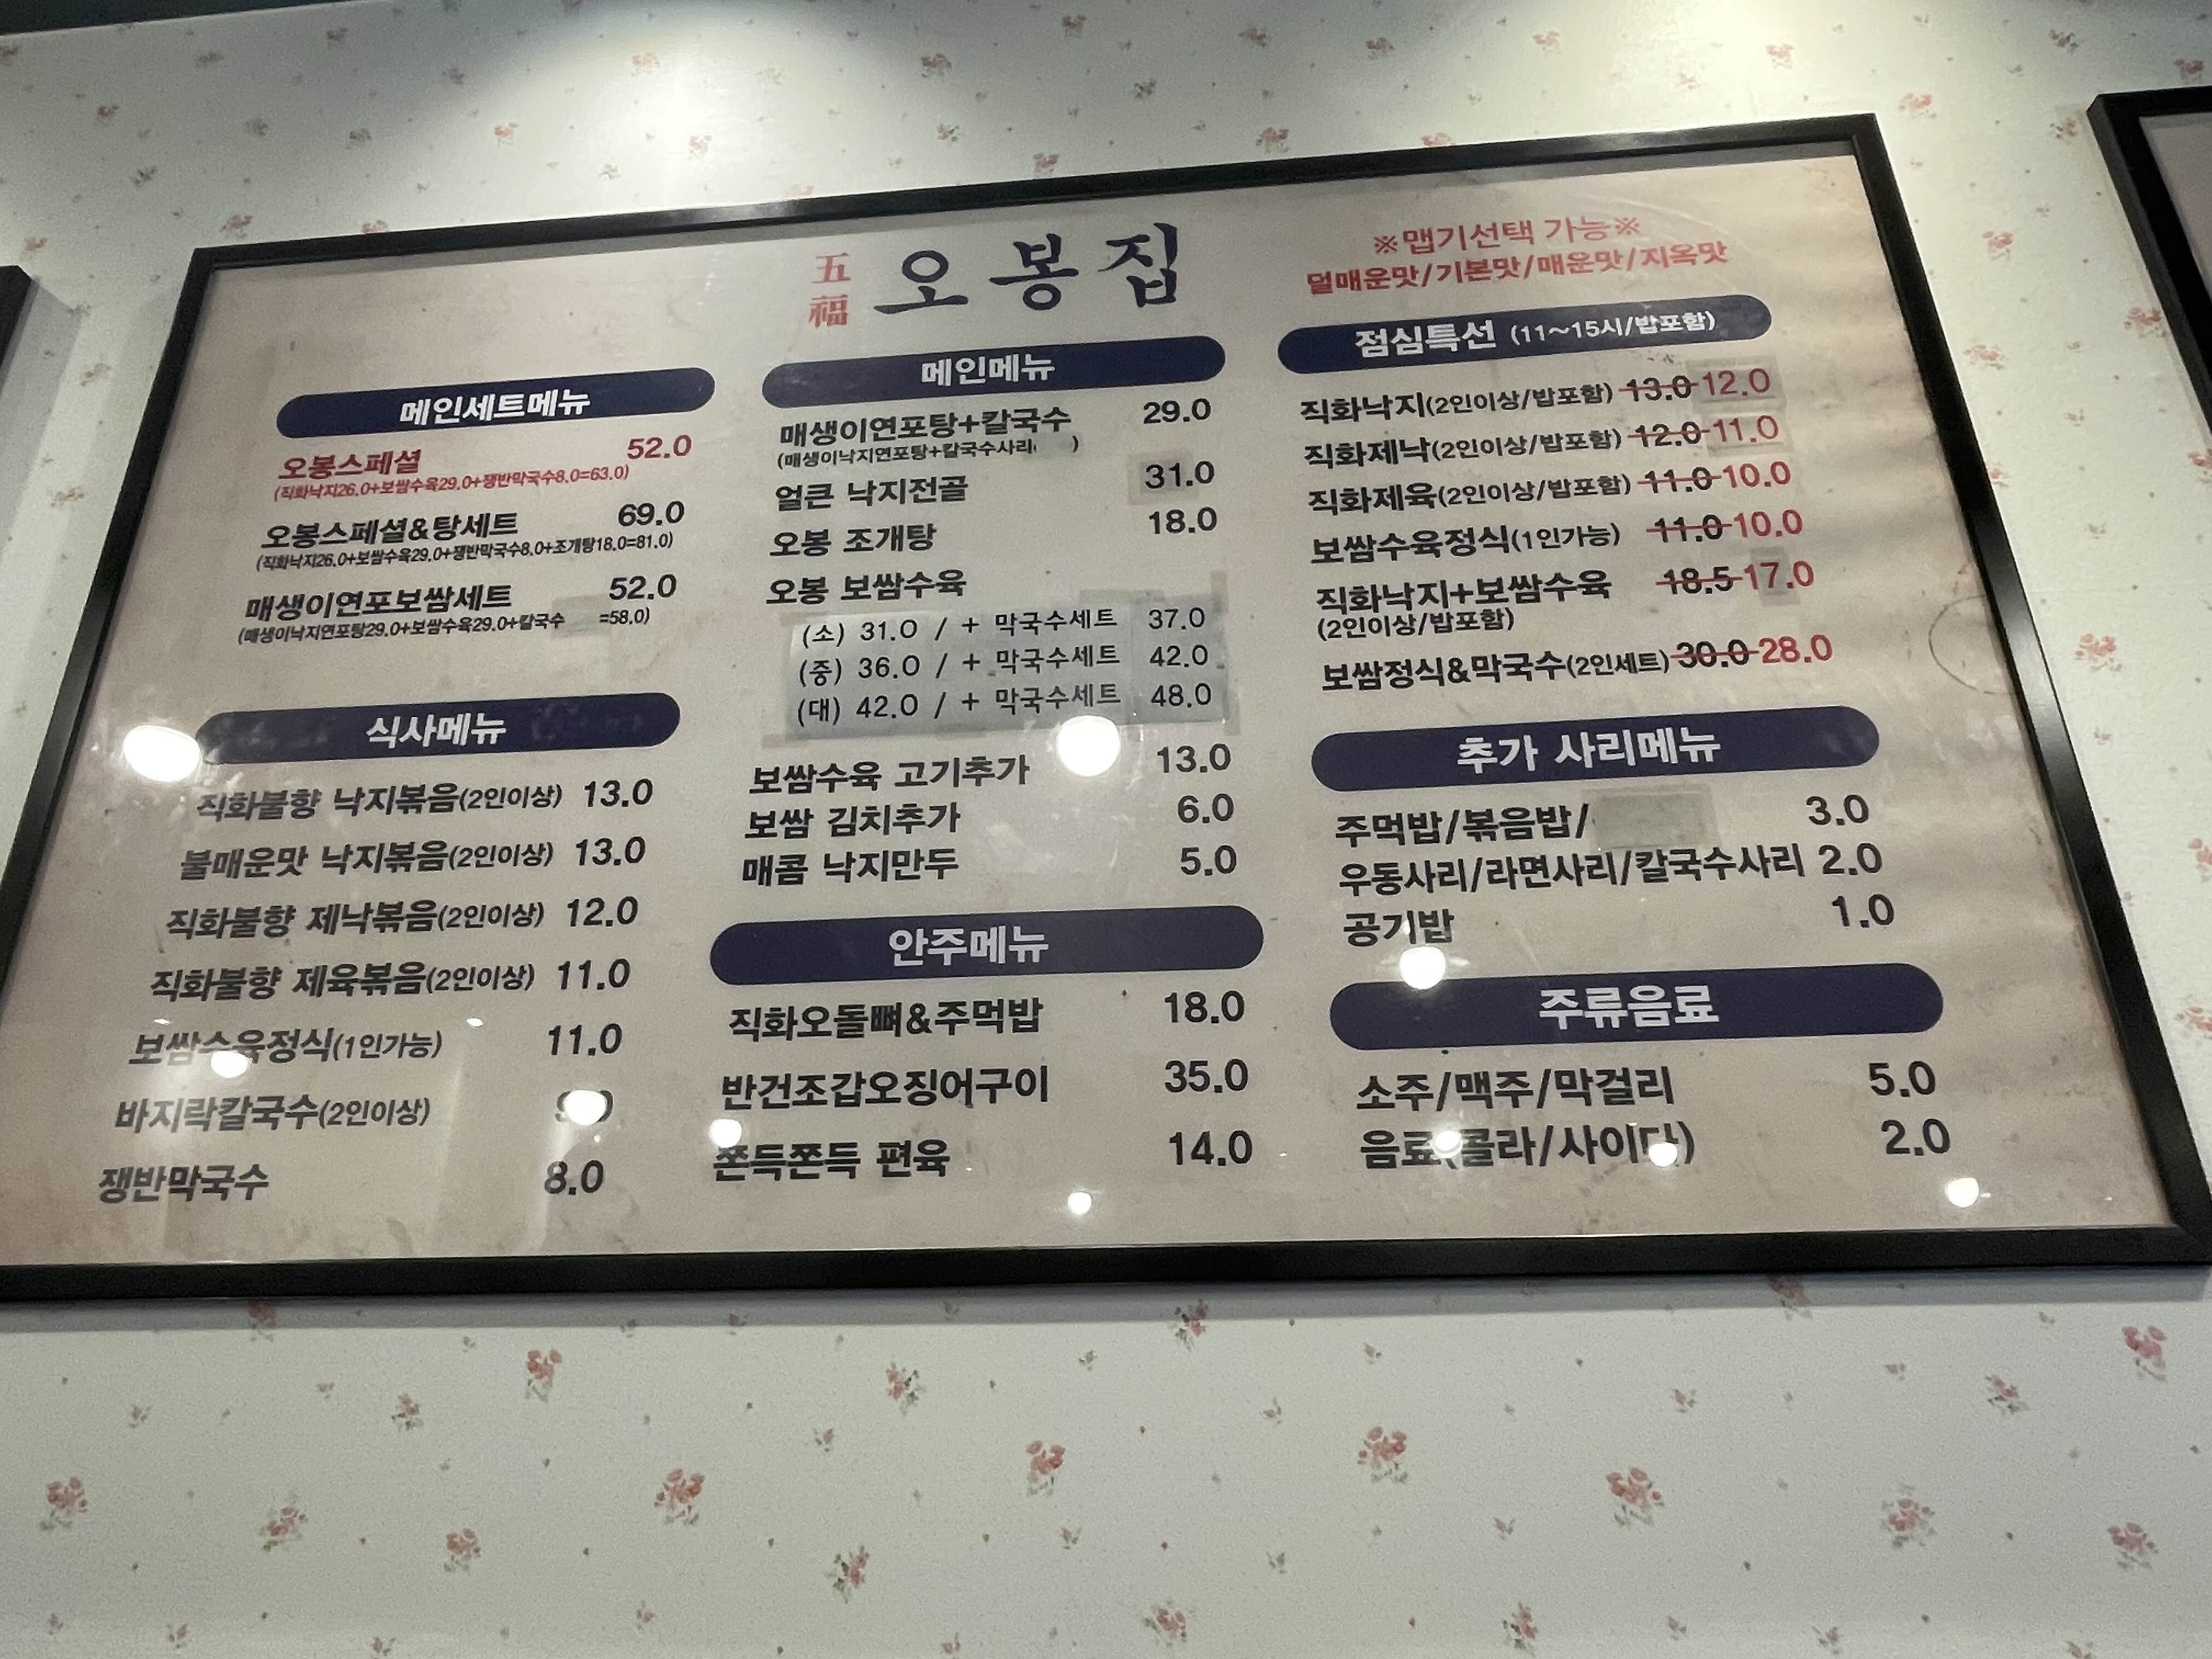 五福
오봉집
※맵기선택 가능※
덜매운맛/기본맛/매운맛/지옥맛
메인세트메뉴
오봉스페셜 52.0
(직화낙지26.0+보쌈수육29.0+쟁반막국수8.0=63.0)
오봉스페셜&탕세트 69.0
(직화낙지26.0+보쌈수육29.0+쟁반막국수8.0+조개탕18.0=81.0)
매생이연포보쌈세트 52.0
(매생이낙지연포탕29.0+보쌈수육29.0+칼국수 =58.0)
식사메뉴
직화불향 낙지볶음(2인이상) 13.0
불매운맛 낙지볶음(2인이상) 13.0
직화불향 제낙볶음(2인이상) 12.0
직화불향 제육볶음(2인이상) 11.0
보쌈수육정식(1인가능) 11.0
바지락칼국수(2인이상)
쟁반막국수 8.0
메인메뉴
매생이연포탕+칼국수 29.0
(매생이낙지연포탕+칼국수사리 )
얼큰 낙지전골 31.0
오봉 조개탕 18.0
오봉 보쌈수육
(소) 31.0 / + 막국수세트 37.0
(중) 36.0 / + 막국수세트 42.0
(대) 42.0 / + 막국수세트 48.0
보쌈수육 고기추가 13.0
보쌈 김치추가 6.0
매콤 낙지만두 5.0
안주메뉴
직화오돌뼈&주먹밥 18.0
반건조갑오징어구이 35.0
쫀득쫀득 편육 14.0
점심특선 (11~15시/밥포함)
직화낙지(2인이상/밥포함) 13.0 12.0
직화제낙(2인이상/밥포함) 12.0 11.0
직화제육(2인이상/밥포함) 11.0 10.0
보쌈수육정식(1인가능) 11.0 10.0
직화낙지+보쌈수육 18.5 17.0
(2인이상/밥포함)
보쌈정식&막국수(2인세트) 30.0 28.0
추가 사리메뉴
주먹밥/볶음밥/ 3.0
우동사리/라면사리/칼국수사리 2.0
공기밥 1.0
주류음료
소주/맥주/막걸리 5.0
음료(콜라/사이다) 2.0